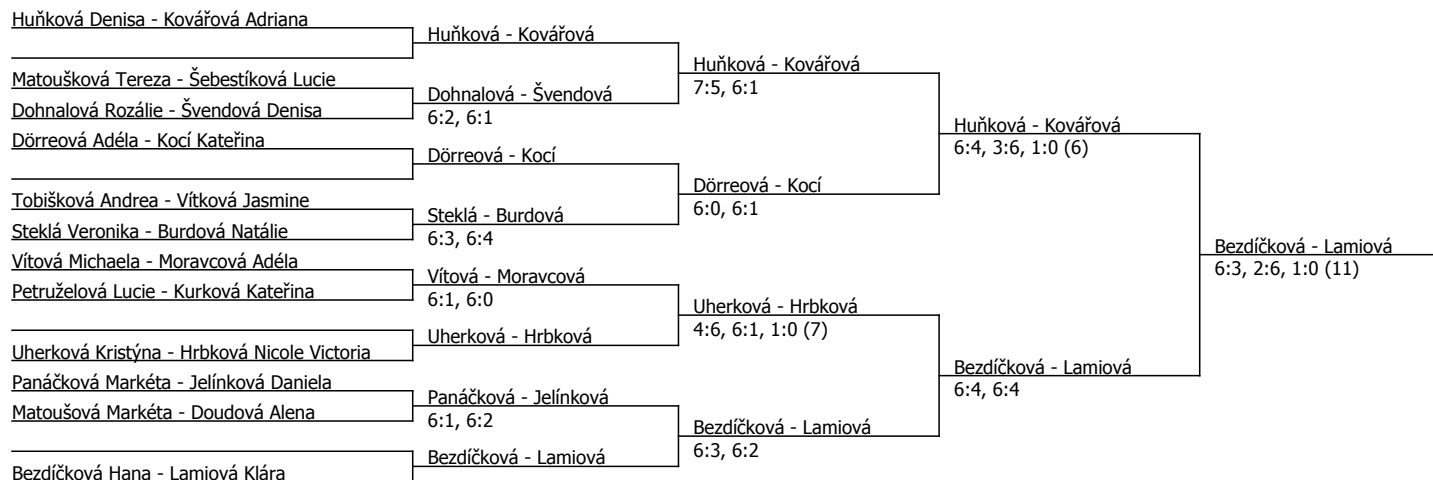 Huňková Denisa - Kovářová Adriana
Matoušková Tereza - Šebestíková Lucie
Dohnalová Rozálie - Švendová Denisa
Dörreová Adéla - Kocí Kateřina
Tobišková Andrea - Vítková Jasmine
Steklá Veronika - Burdová Natálie
Vítová Michaela - Moravcová Adéla
Petruželová Lucie - Kurková Kateřina
Uherková Kristýna - Hrbková Nicole Victoria
Panáčková Markéta - Jelínková Daniela
Matoušová Markéta - Doudová Alena
Bezdíčková Hana - Lamiová Klára
Huňková - Kovářová
Dohnalová - Švendová
6:2, 6:1
Dörreová - Kocí
Steklá - Burdová
6:3, 6:4
Vítová - Moravcová
6:1, 6:0
Uherková - Hrbková
Panáčková - Jelínková
6:1, 6:2
Bezdíčková - Lamiová
Huňková - Kovářová
7:5, 6:1
Dörreová - Kocí
6:0, 6:1
Uherková - Hrbková
4:6, 6:1, 1:0 (7)
Bezdíčková - Lamiová
6:3, 6:2
Huňková - Kovářová
6:4, 3:6, 1:0 (6)
Bezdíčková - Lamiová
6:4, 6:4
Bezdíčková - Lamiová
6:3, 2:6, 1:0 (11)